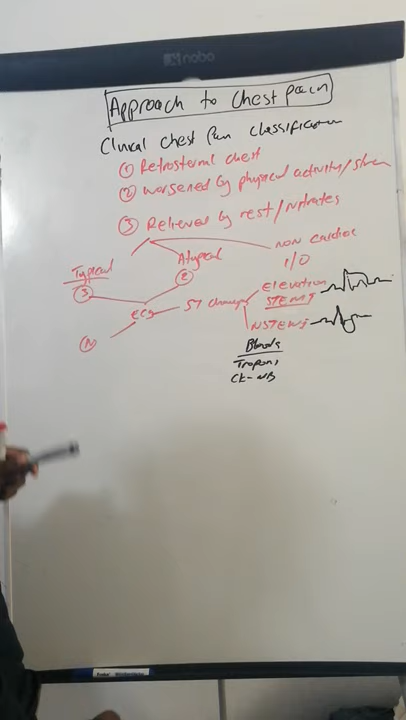 nobo
Approach to Chest pain
Clinical Chest Pain Classification
① Retrosternal chest
② Worsened by physical activity/stress
③ Relieved by rest/Nitrates
Typical Atypical non cardiac
③ ② 1/0
ECG ST changes Elevation
STEMI
N NSTEMI
Bloods
Troponi
CK-MB